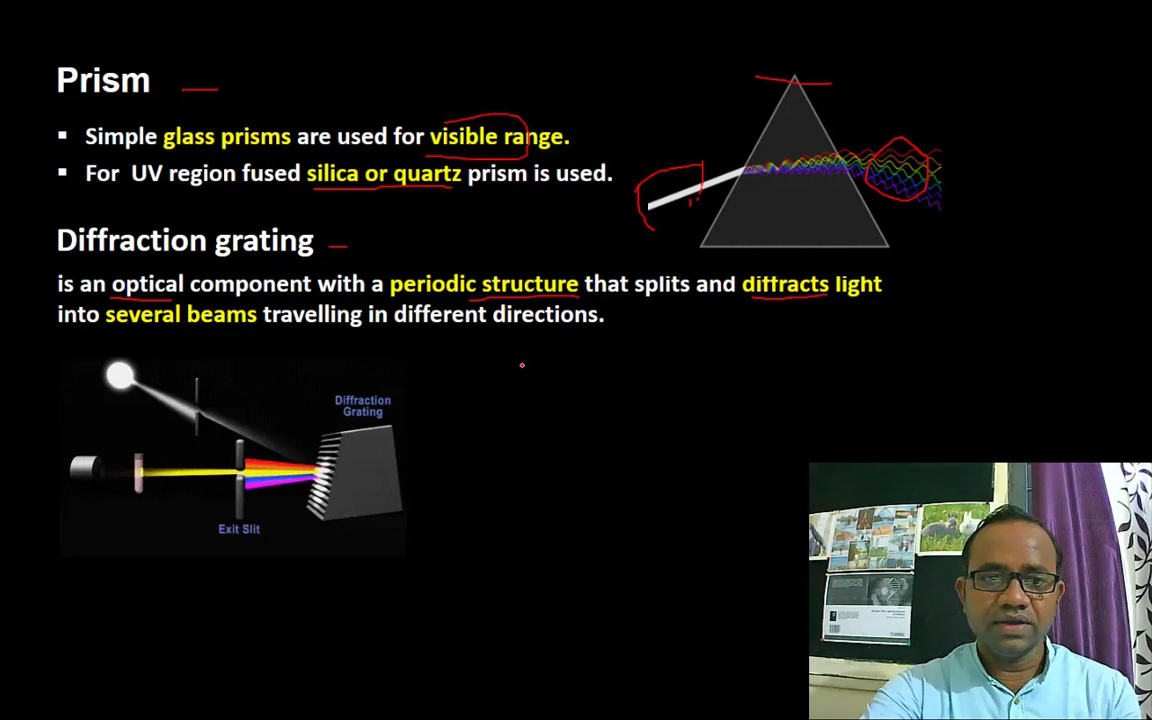 Prism
▪ Simple glass prisms are used for visible range.
▪ For UV region fused silica or quartz prism is used.
Diffraction grating
is an optical component with a periodic structure that splits and diffracts light
into several beams travelling in different directions.
Diffraction
Grating
Exit Slit